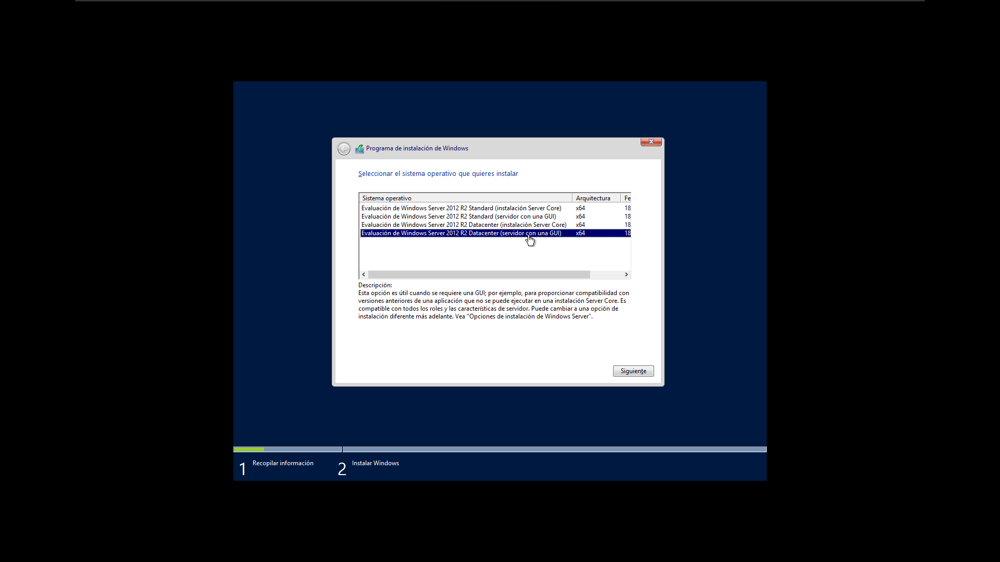 Programa de instalación de Windows
Seleccionar el sistema operativo que quieres instalar
Sistema operativo Arquitectura Fe
Evaluación de Windows Server 2012 R2 Standard (instalación Server Core) x64 18
Evaluación de Windows Server 2012 R2 Standard (servidor con una GUI) x64 18
Evaluación de Windows Server 2012 R2 Datacenter (instalación Server Core) x64 18
Evaluación de Windows Server 2012 R2 Datacenter (servidor con una GUI) x64 18
Descripción:
Esta opción es útil cuando se requiere una GUI; por ejemplo, para proporcionar compatibilidad con
versiones anteriores de una aplicación que no se puede ejecutar en una instalación Server Core. Es
compatible con todos los roles y las características de servidor. Puede cambiar a una opción de
instalación diferente más adelante. Vea "Opciones de instalación de Windows Server".
Siguiente
1 Recopilar información 2 Instalar Windows